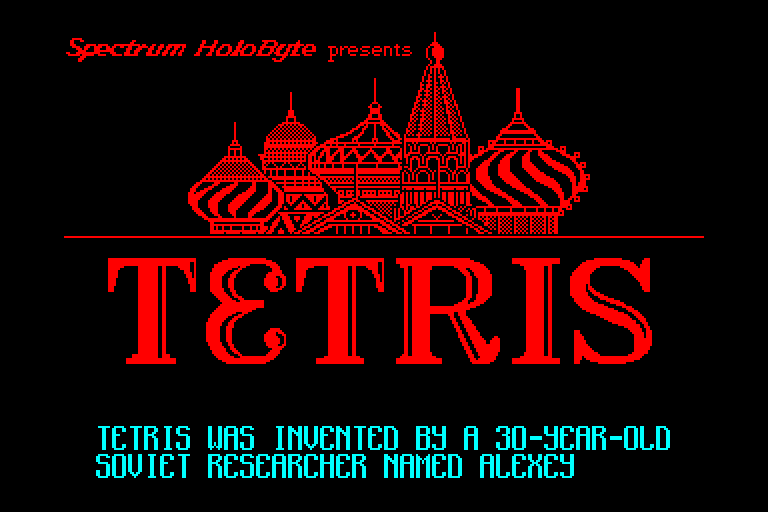 Spectrum HoloByte presents
TETRIS
TETRIS WAS INVENTED BY A 30-YEAR-OLD
SOVIET RESEARCHER NAMED ALEXEY